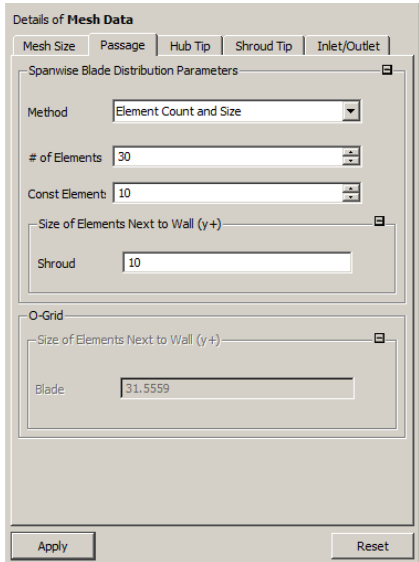 Details of Mesh Data
Mesh Size Passage Hub Tip Shroud Tip Inlet/Outlet
Spanwise Blade Distribution Parameters
Method Element Count and Size
# of Elements 30
Const Element: 10
Size of Elements Next to Wall (y+)
Shroud 10
O-Grid
Size of Elements Next to Wall (y+)
Blade 31.5559
Apply Reset